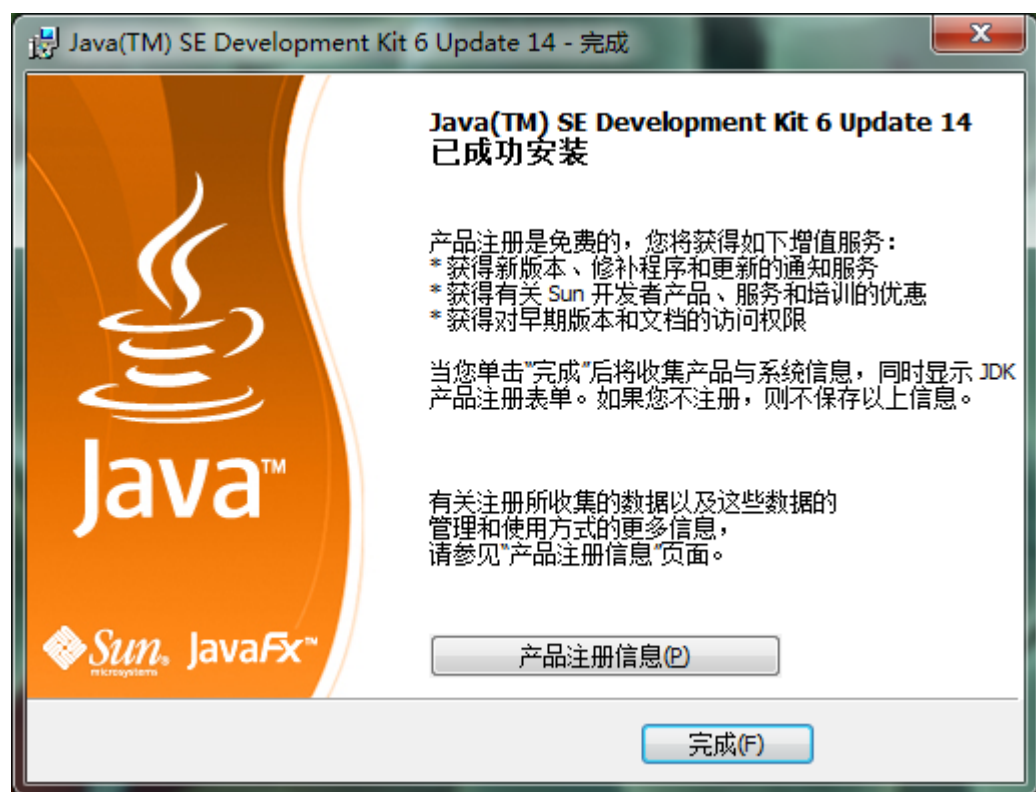 Java(TM) SE Development Kit 6 Update 14 - 完成
Java(TM) SE Development Kit 6 Update 14
已成功安装
产品注册是免费的，您将获得如下增值服务：
* 获得新版本、修补程序和更新的通知服务
* 获得有关 Sun 开发者产品、服务和培训的优惠
* 获得对早期版本和文档的访问权限
当您单击"完成"后将收集产品与系统信息，同时显示 JDK
产品注册表单。如果您不注册，则不保存以上信息。
有关注册所收集的数据以及这些数据的
管理和使用方式的更多信息，
请参见"产品注册信息"页面。
Java™
Sun microsystems JavaFX™
产品注册信息(P)
完成(F)